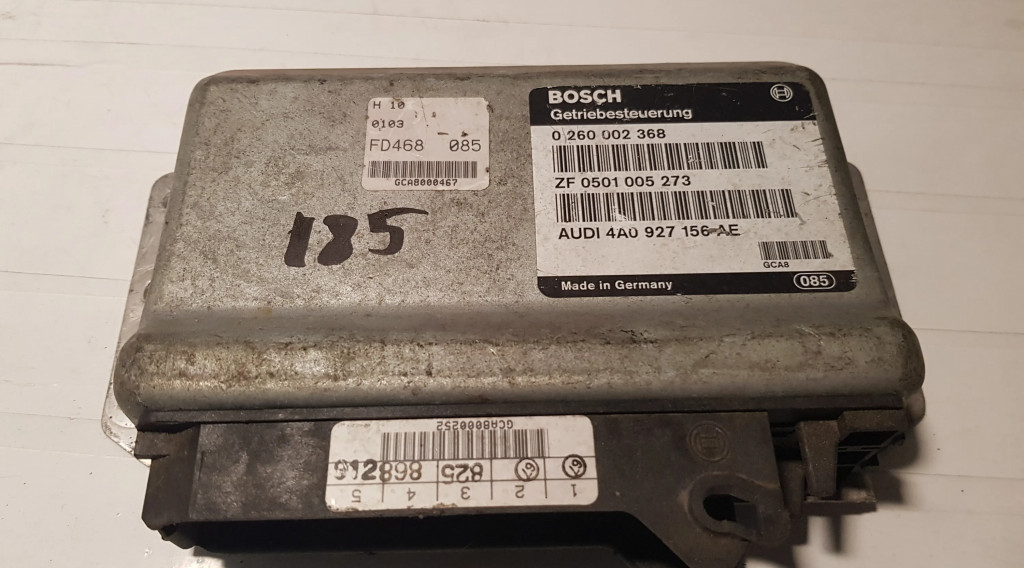 H 10
0103
FD468 085
GCA8000467
185
BOSCH
Getriebesteuerung
0 260 002 368
ZF 0501 005 273
AUDI 4A0 927 156 AE
GCA8
Made in Germany
085
1 2 3 4 5
825
GCA8000252